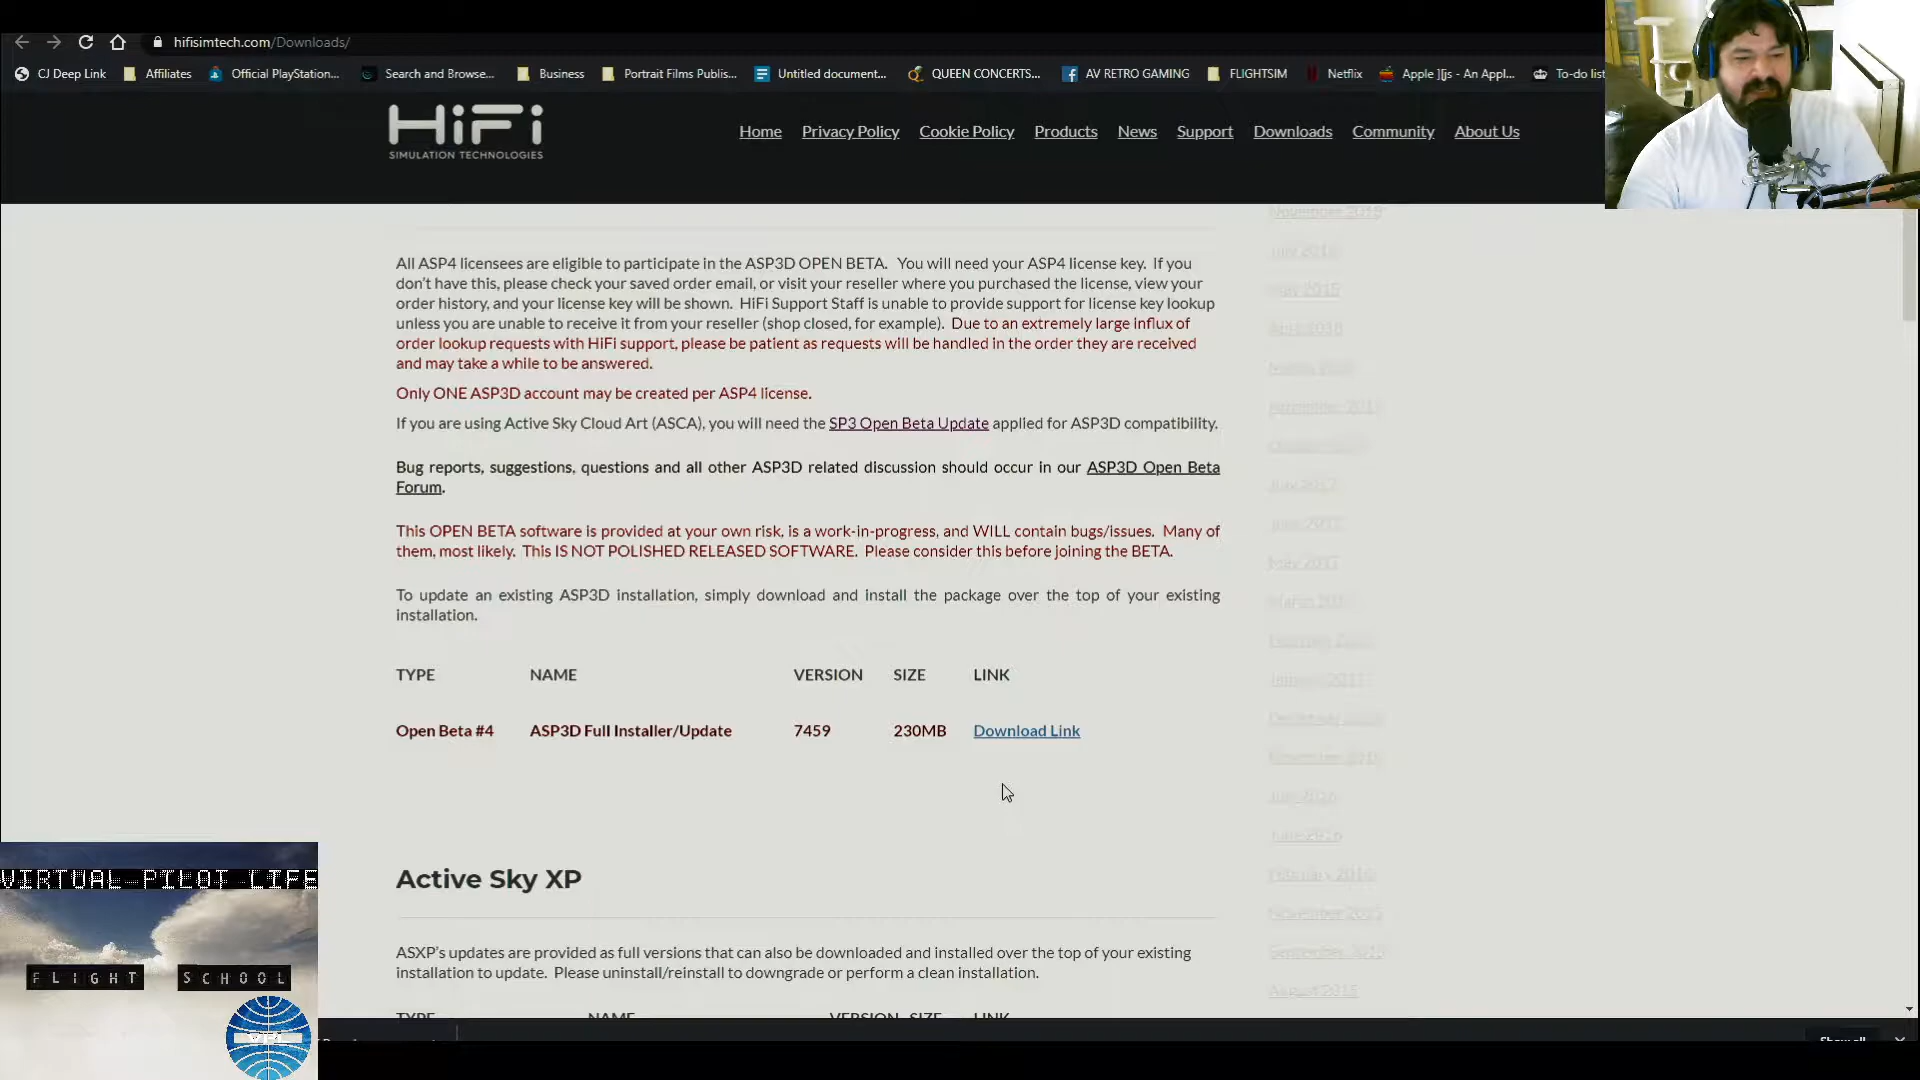 hifisimtech.com/Downloads/
CJ Deep Link Affiliates Official PlayStation... Search and Browse... Business Portrait Films Publis... Untitled document... QUEEN CONCERTS... AV RETRO GAMING FLIGHTSIM Netflix Apple ][js - An Appl... To-do list
HiFi
SIMULATION TECHNOLOGIES
Home Privacy Policy Cookie Policy Products News Support Downloads Community About Us
November 2018
All ASP4 licensees are eligible to participate in the ASP3D OPEN BETA. You will need your ASP4 license key. If you
don't have this, please check your saved order email, or visit your reseller where you purchased the license, view your
order history, and your license key will be shown. HiFi Support Staff is unable to provide support for license key lookup
unless you are unable to receive it from your reseller (shop closed, for example). Due to an extremely large influx of
order lookup requests with HiFi support, please be patient as requests will be handled in the order they are received
and may take a while to be answered.
Only ONE ASP3D account may be created per ASP4 license.
If you are using Active Sky Cloud Art (ASCA), you will need the SP3 Open Beta Update applied for ASP3D compatibility.
Bug reports, suggestions, questions and all other ASP3D related discussion should occur in our ASP3D Open Beta
Forum.
This OPEN BETA software is provided at your own risk, is a work-in-progress, and WILL contain bugs/issues. Many of
them, most likely. This IS NOT POLISHED RELEASED SOFTWARE. Please consider this before joining the BETA.
To update an existing ASP3D installation, simply download and install the package over the top of your existing
installation.
TYPE NAME VERSION SIZE LINK
Open Beta #4 ASP3D Full Installer/Update 7459 230MB Download Link
Active Sky XP
ASXP's updates are provided as full versions that can also be downloaded and installed over the top of your existing
installation to update. Please uninstall/reinstall to downgrade or perform a clean installation.
TYPE NAME VERSION SIZE LINK
August 2015
VIRTUAL PILOT LIFE
FLIGHT SCHOOL
Show all